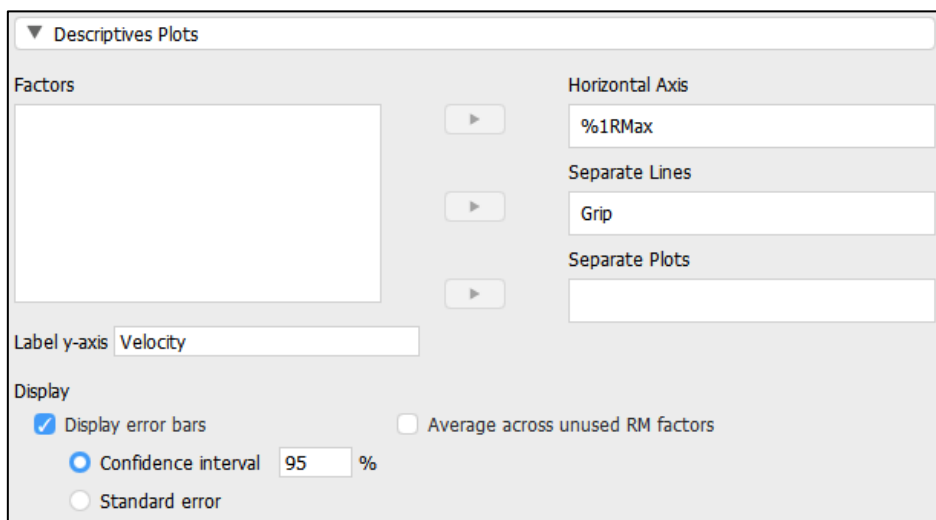 Descriptives Plots
Factors
Horizontal Axis
%1RMax
Separate Lines
Grip
Separate Plots
Label y-axis Velocity
Display
Display error bars
Average across unused RM factors
Confidence interval 95 %
Standard error